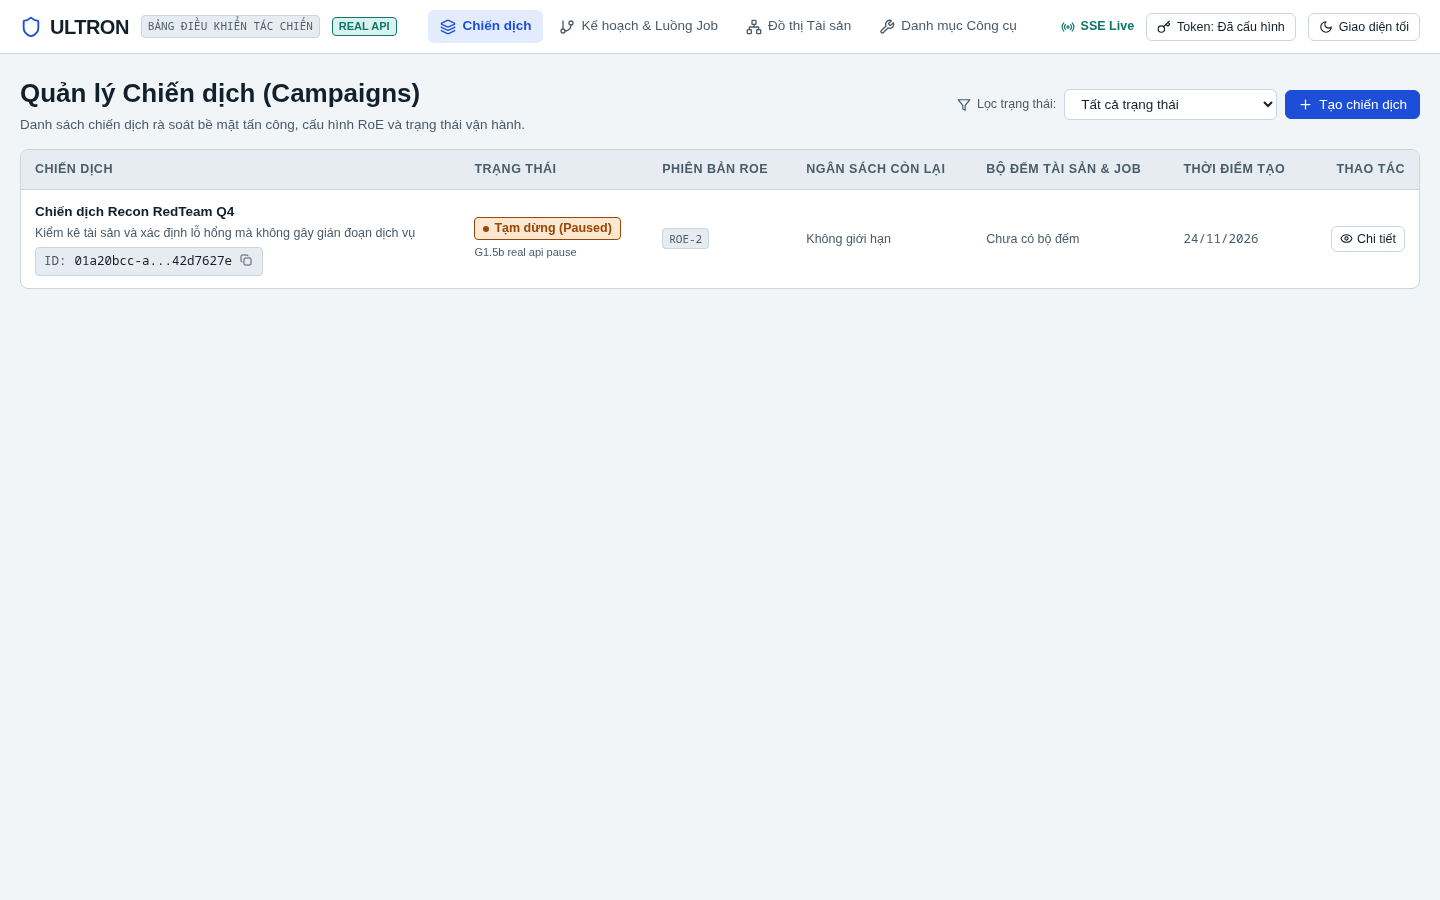 ULTRON BẢNG ĐIỀU KHIỂN TÁC CHIẾN REAL API Chiến dịch Kế hoạch & Luồng Job Đồ thị Tài sản Danh mục Công cụ SSE Live Token: Đã cấu hình Giao diện tối
Quản lý Chiến dịch (Campaigns)
Danh sách chiến dịch rà soát bề mặt tấn công, cấu hình RoE và trạng thái vận hành.
Lọc trạng thái: Tất cả trạng thái Tạo chiến dịch
CHIẾN DỊCH TRẠNG THÁI PHIÊN BẢN ROE NGÂN SÁCH CÒN LẠI BỘ ĐẾM TÀI SẢN & JOB THỜI ĐIỂM TẠO THAO TÁC
Chiến dịch Recon RedTeam Q4
Kiểm kê tài sản và xác định lỗ hổng mà không gây gián đoạn dịch vụ
ID: 01a20bcc-a...42d7627e
Tạm dừng (Paused)
G1.5b real api pause
ROE-2
Không giới hạn
Chưa có bộ đếm
24/11/2026
Chi tiết